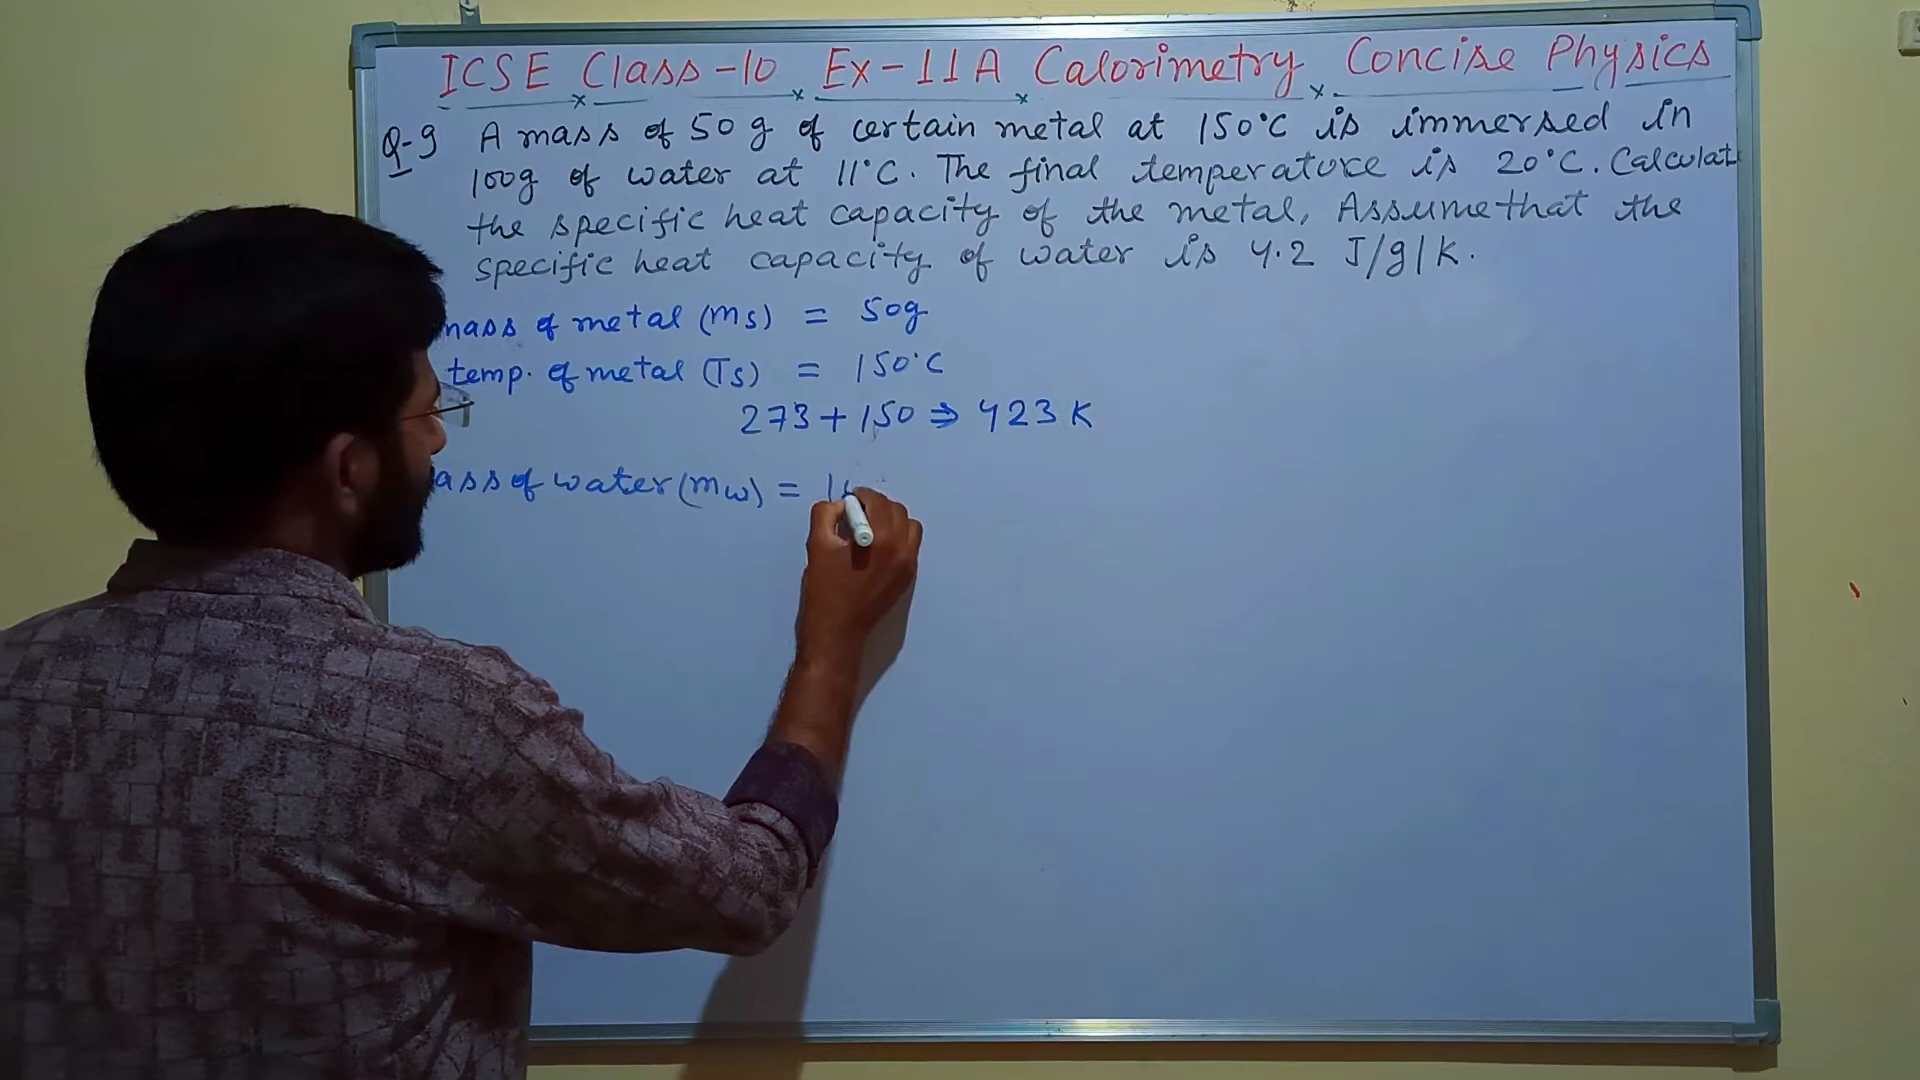 ICSE Class-10 Ex-11A Calorimetry Concise Physics
Q-9 A mass of 50g of certain metal at 150°C is immersed in
100g of water at 11°C. The final temperature is 20°C. Calculat
the specific heat capacity of the metal, Assume that the
specific heat capacity of water is 4.2 J/g/K.
mass of metal (ms) = 50g
temp. of metal (Ts) = 150°C
273+150 ⇒ 423 K
ass of water (mw) =